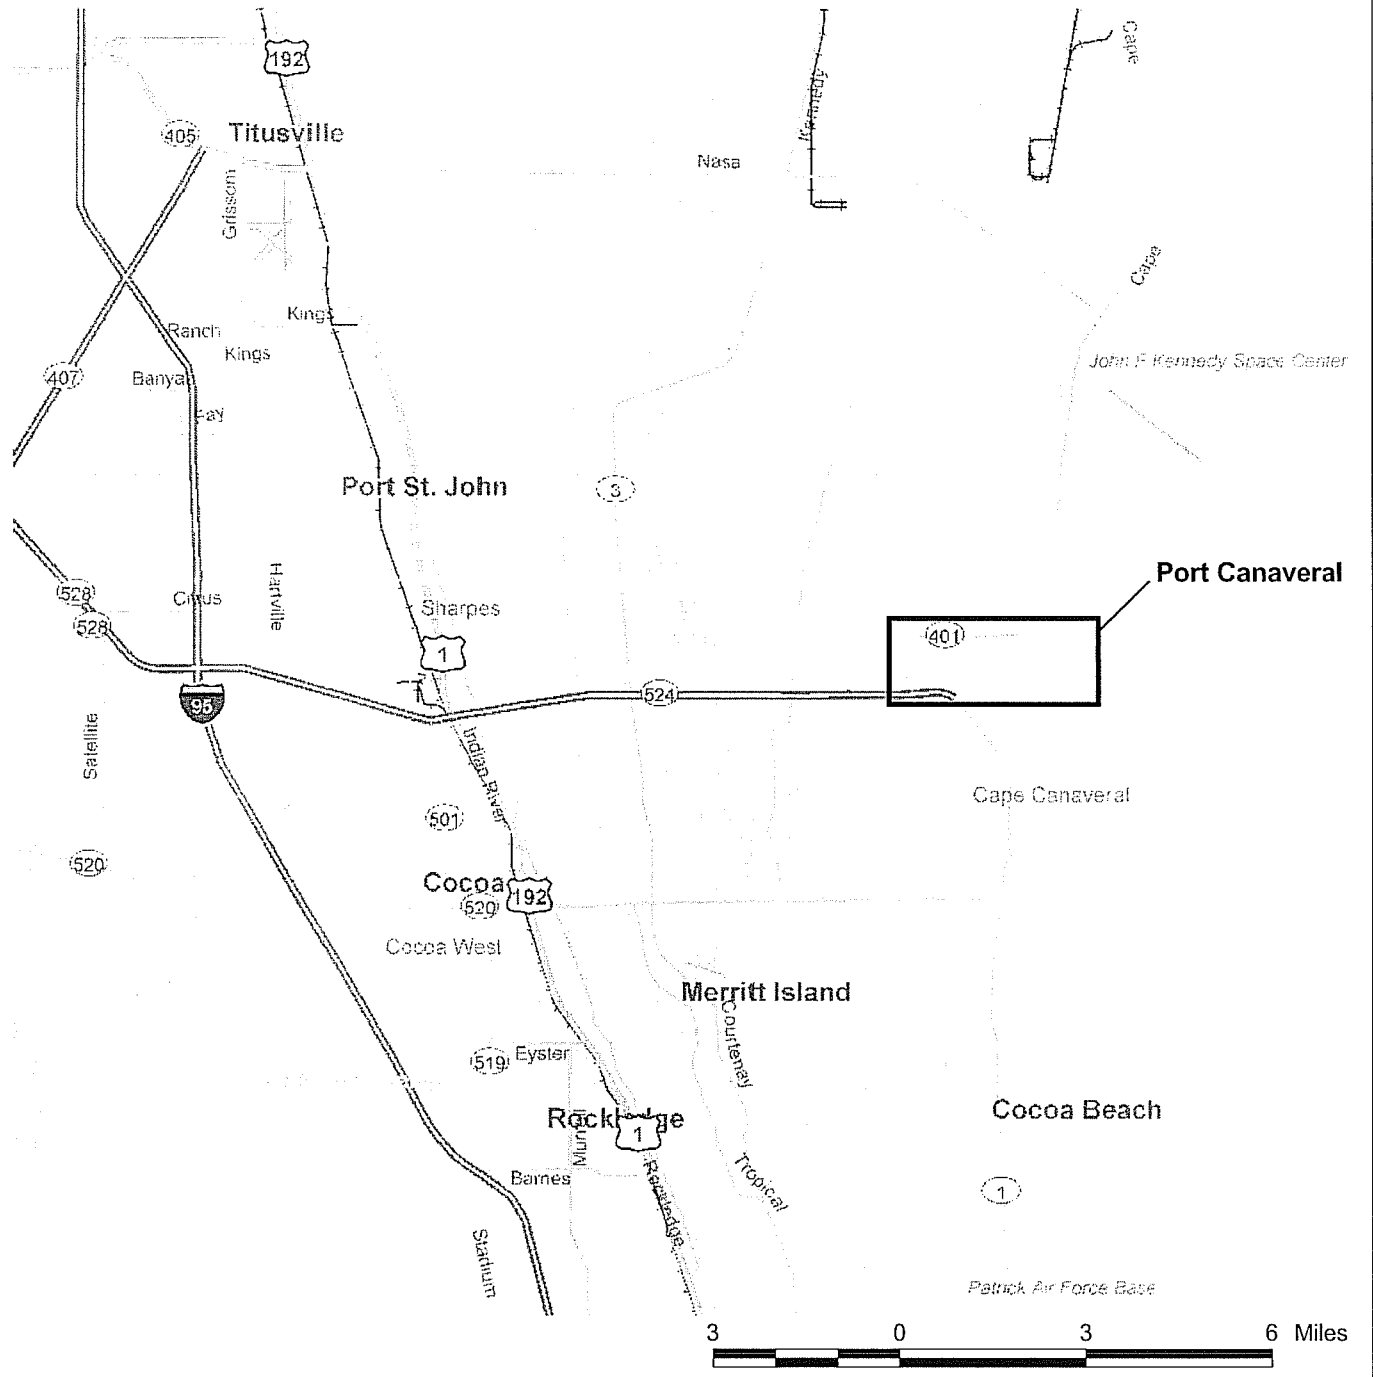 192
Cape
Kennedy
405
Titusville
Nasa
Grissom
Cape
Kings
Ranch
Kings
John F Kennedy Space Center
407
Banyan
Fay
Port St. John
3
Port Canaveral
Hartville
528
Citrus
Sharpes
528
401
1
524
95
Satellite
Indian River
Cape Canaveral
501
520
Cocoa
192
520
Cocoa West
Merritt Island
Courtenay
519
Eyster
Cocoa Beach
Rockledge
1
Murrell
Tropical
Barnes
Rockledge
1
Stadium
Patrick Air Force Base
3
0
3
6
Miles